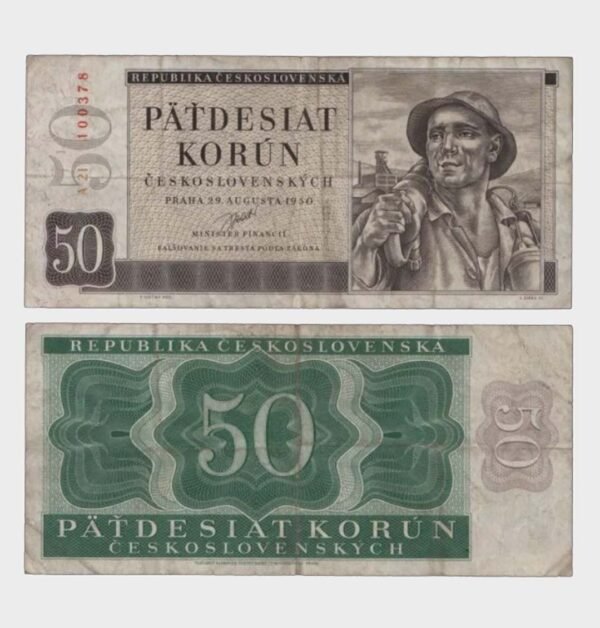 REPUBLIKA ČESKOSLOVENSKÁ
50
A 21 100378
PÄŤDESIAT
KORÚN
ČESKOSLOVENSKÝCH
PRAHA 29. AUGUSTA 1950
MINISTER FINANCIÍ
FALŠOVANIE SA TRESTÁ PODĽA ZÁKONA
50
REPUBLIKA ČESKOSLOVENSKÁ
50
50
PÄŤDESIAT KORÚN
ČESKOSLOVENSKÝCH